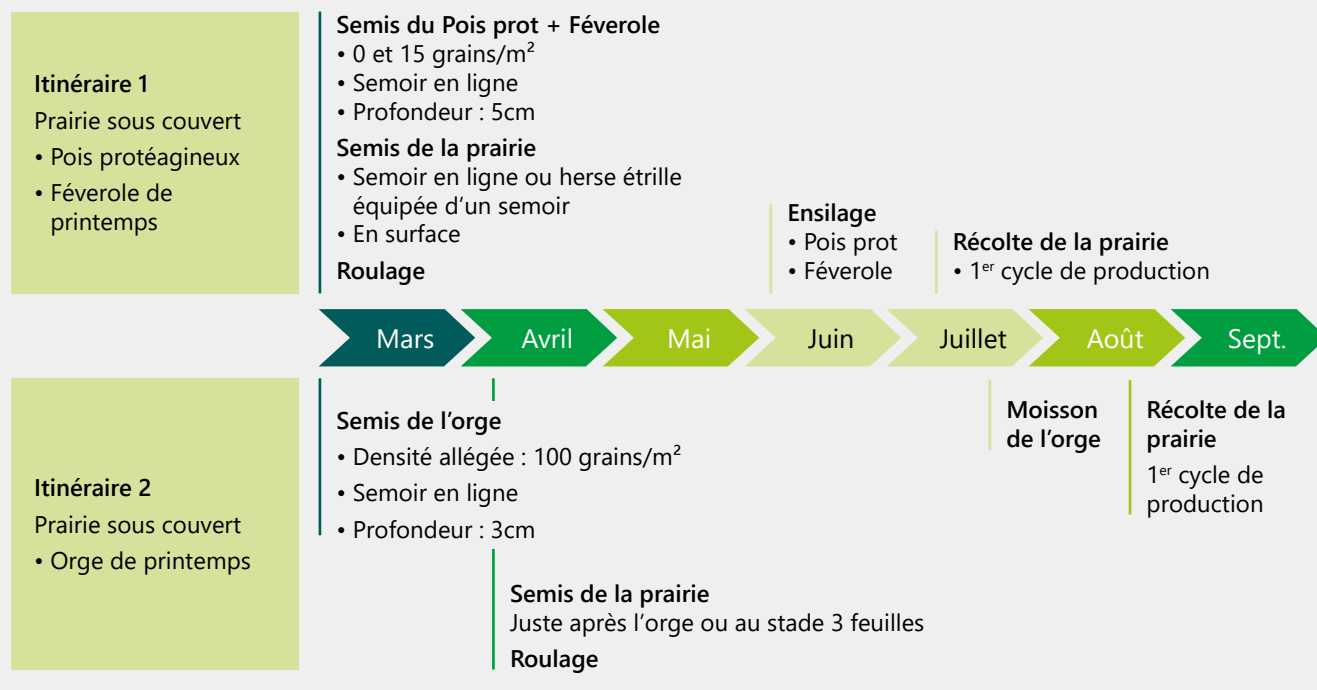 Itinéraire 1
Prairie sous couvert
• Pois protéagineux
• Féverole de
printemps
Semis du Pois prot + Féverole
• 0 et 15 grains/m²
• Semoir en ligne
• Profondeur : 5cm
Semis de la prairie
• Semoir en ligne ou herse étrille
équipée d'un semoir
• En surface
Roulage
Ensilage
• Pois prot
• Féverole
Récolte de la prairie
• 1er cycle de production
Mars
Avril
Mai
Juin
Juillet
Août
Sept.
Itinéraire 2
Prairie sous couvert
• Orge de printemps
Semis de l'orge
• Densité allégée : 100 grains/m²
• Semoir en ligne
• Profondeur : 3cm
Semis de la prairie
Juste après l'orge ou au stade 3 feuilles
Roulage
Moisson
de l'orge
Récolte de la
prairie
1er cycle de
production